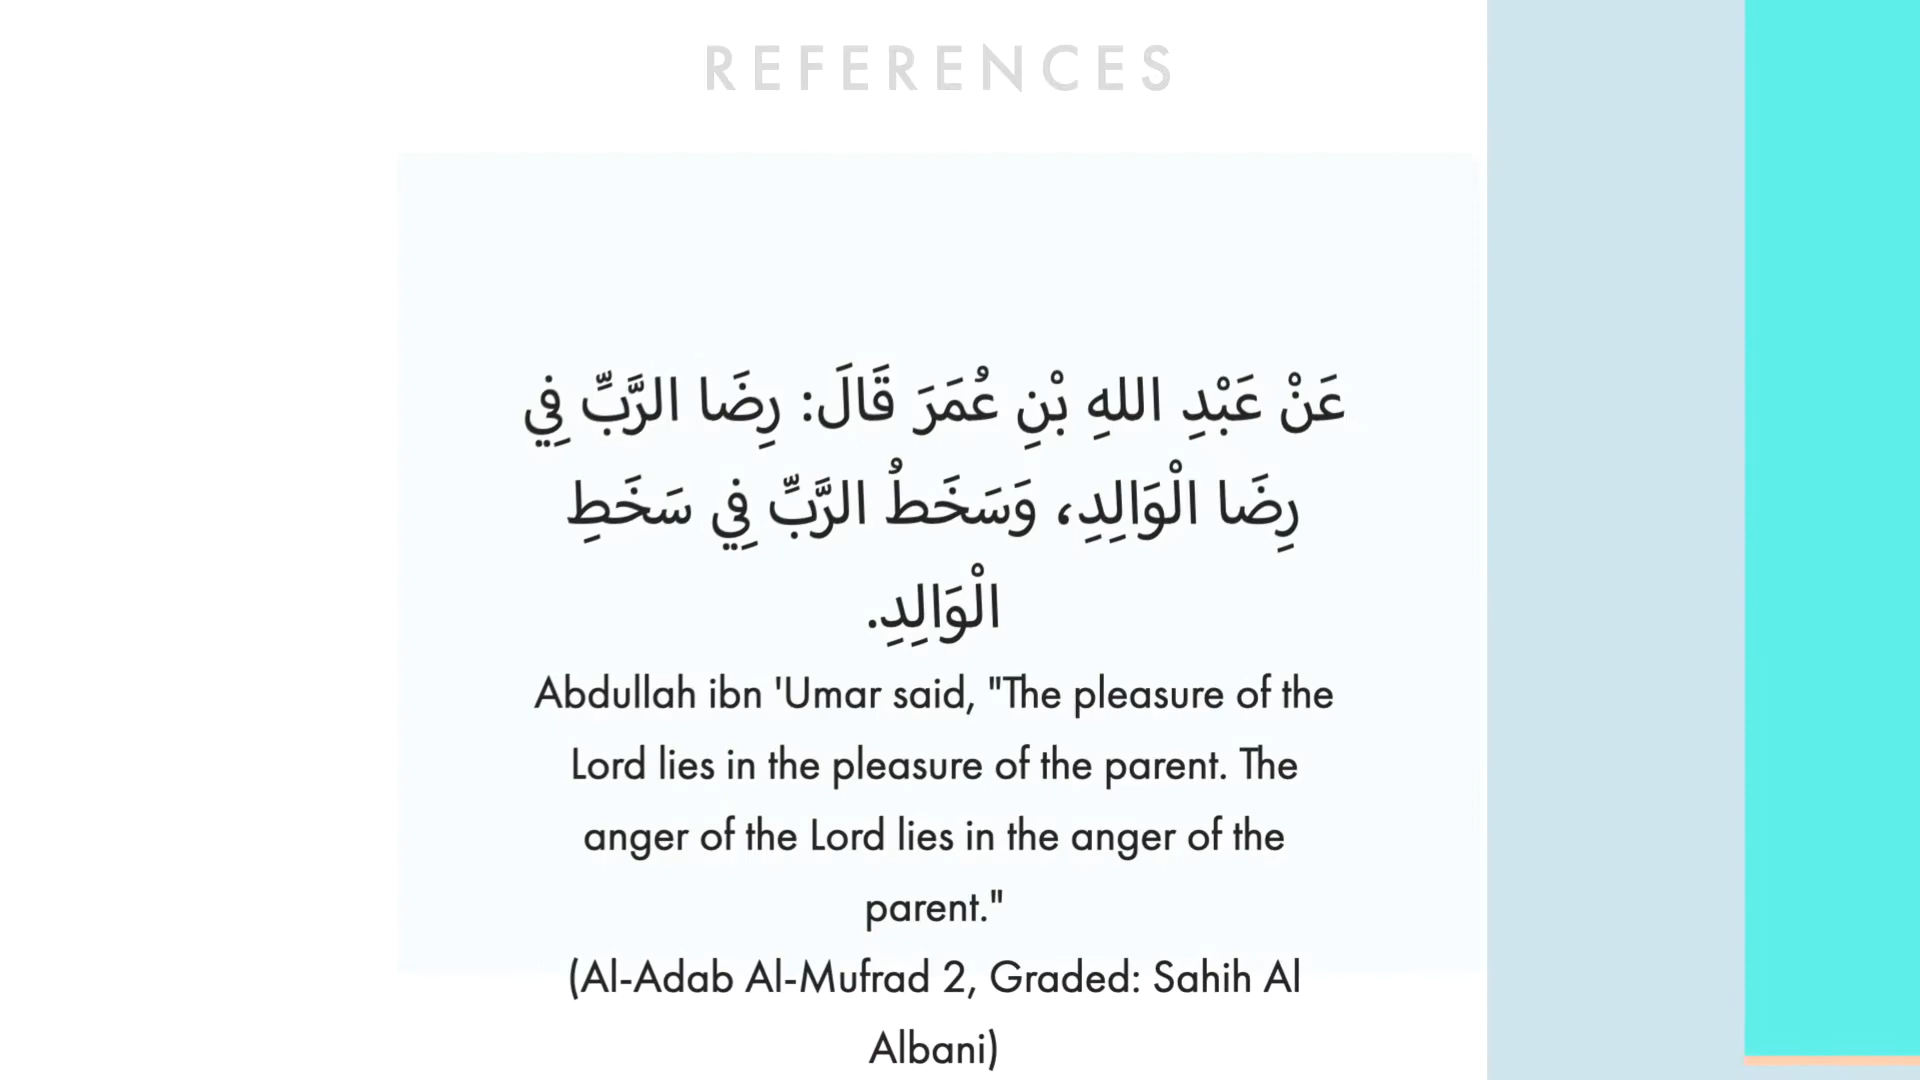 REFERENCES
عَنْ عَبْدِ اللهِ بْنِ عُمَرَ قَالَ: رِضَا الرَّبِّ فِي
رِضَا الْوَالِدِ، وَسَخَطُ الرَّبِّ فِي سَخَطِ
الْوَالِدِ.
Abdullah ibn 'Umar said, "The pleasure of the
Lord lies in the pleasure of the parent. The
anger of the Lord lies in the anger of the
parent."
(Al-Adab Al-Mufrad 2, Graded: Sahih Al
Albani)